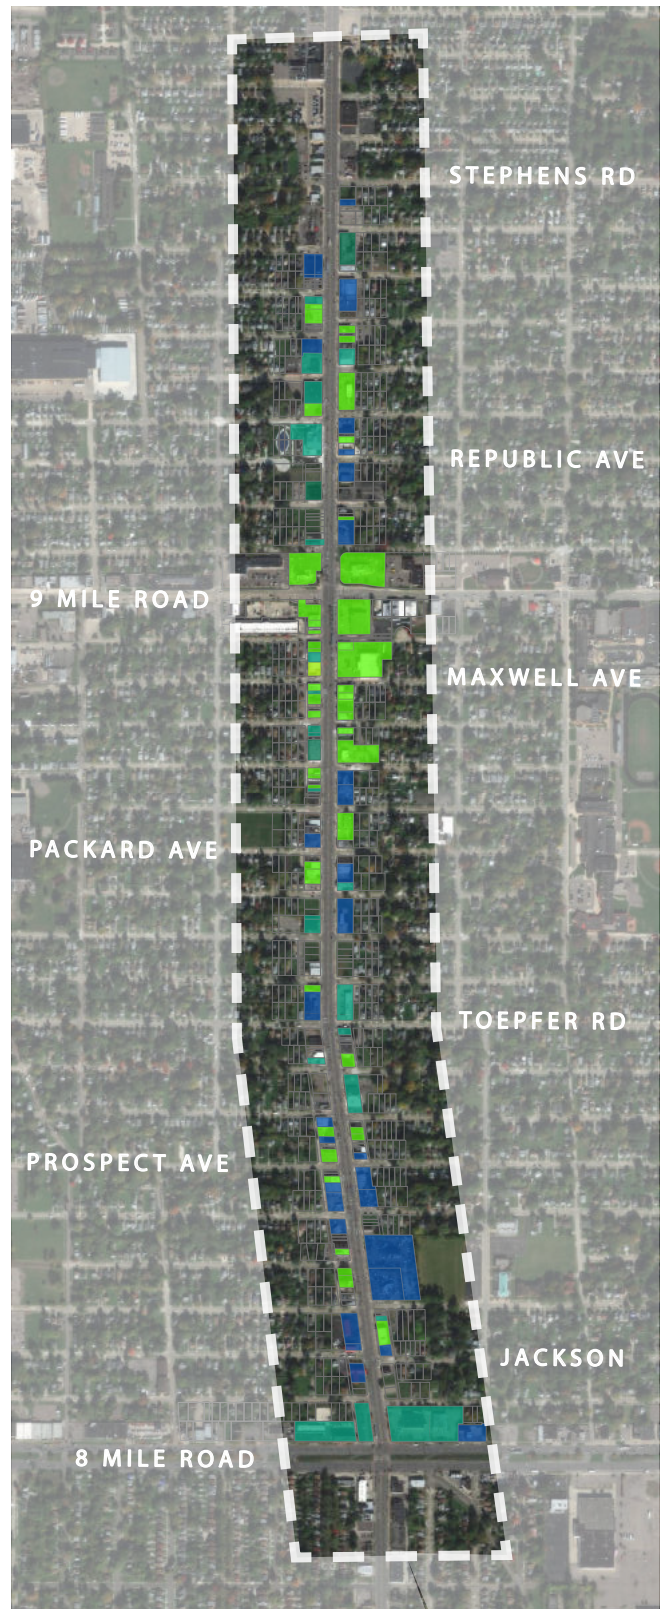 STEPHENS RD
REPUBLIC AVE
9 MILE ROAD
MAXWELL AVE
PACKARD AVE
TOEPFER RD
PROSPECT AVE
JACKSON
8 MILE ROAD